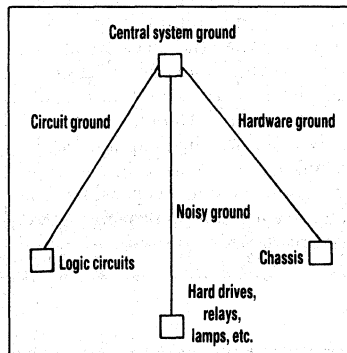 Central system ground
Circuit ground
Hardware ground
Noisy ground
Logic circuits
Chassis
Hard drives,
relays,
lamps, etc.